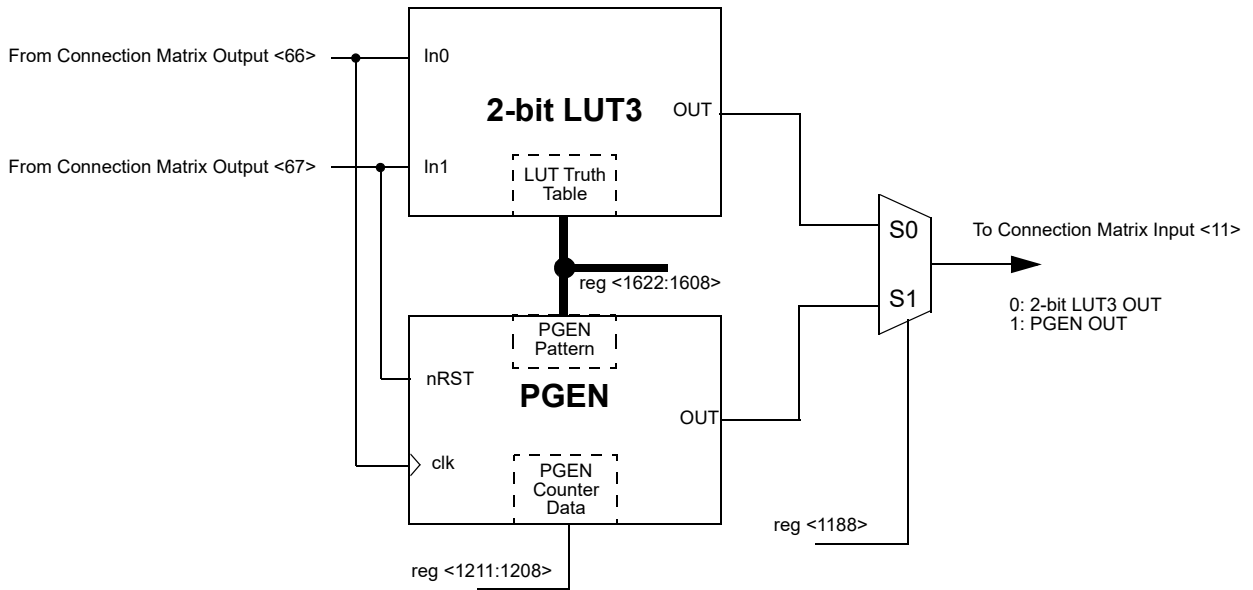 From Connection Matrix Output <66>
In0
2-bit LUT3
OUT
From Connection Matrix Output <67>
In1
LUT Truth
Table
S0
To Connection Matrix Input <11>
reg <1622:1608>
S1
0: 2-bit LUT3 OUT
1: PGEN OUT
PGEN
Pattern
nRST
PGEN
OUT
clk
PGEN
Counter
Data
reg <1188>
reg <1211:1208>